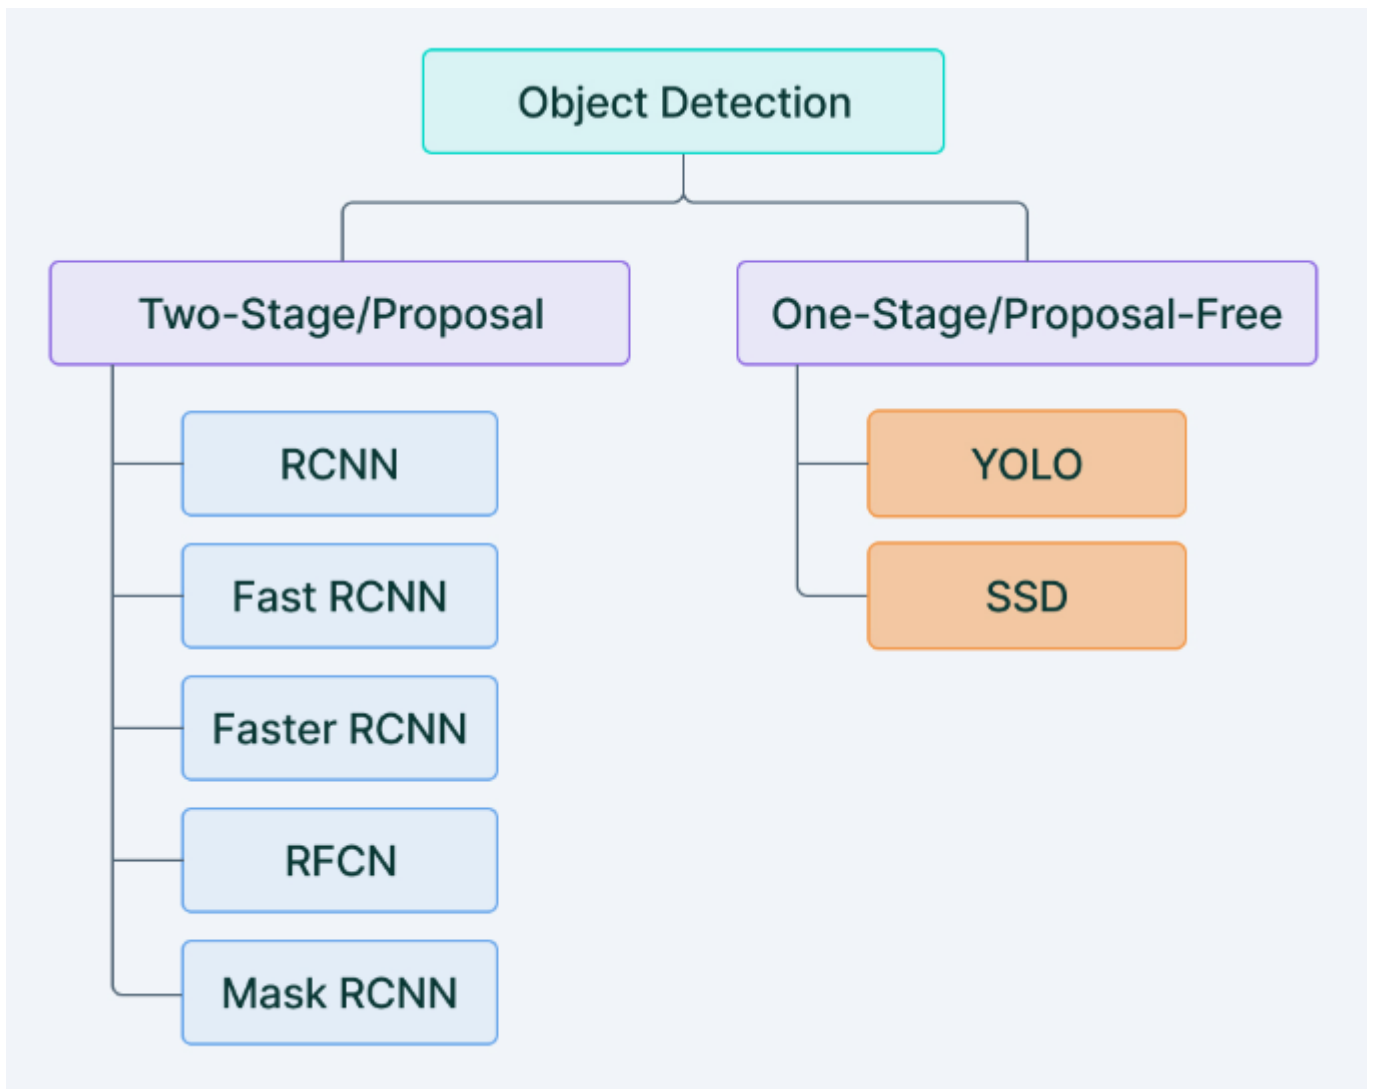 Object Detection
Two-Stage/Proposal
RCNN
Fast RCNN
Faster RCNN
RFCN
Mask RCNN
One-Stage/Proposal-Free
YOLO
SSD